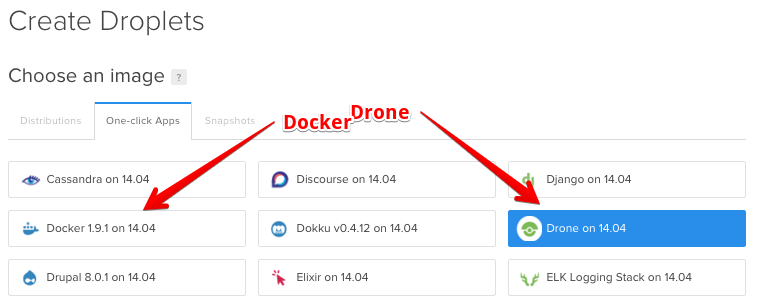 Create Droplets
Choose an image ?
Distributions One-click Apps Snapshots
Docker Drone
Cassandra on 14.04 Discourse on 14.04 Django on 14.04
Docker 1.9.1 on 14.04 Dokku v0.4.12 on 14.04 Drone on 14.04
Drupal 8.0.1 on 14.04 Elixir on 14.04 ELK Logging Stack on 14.04